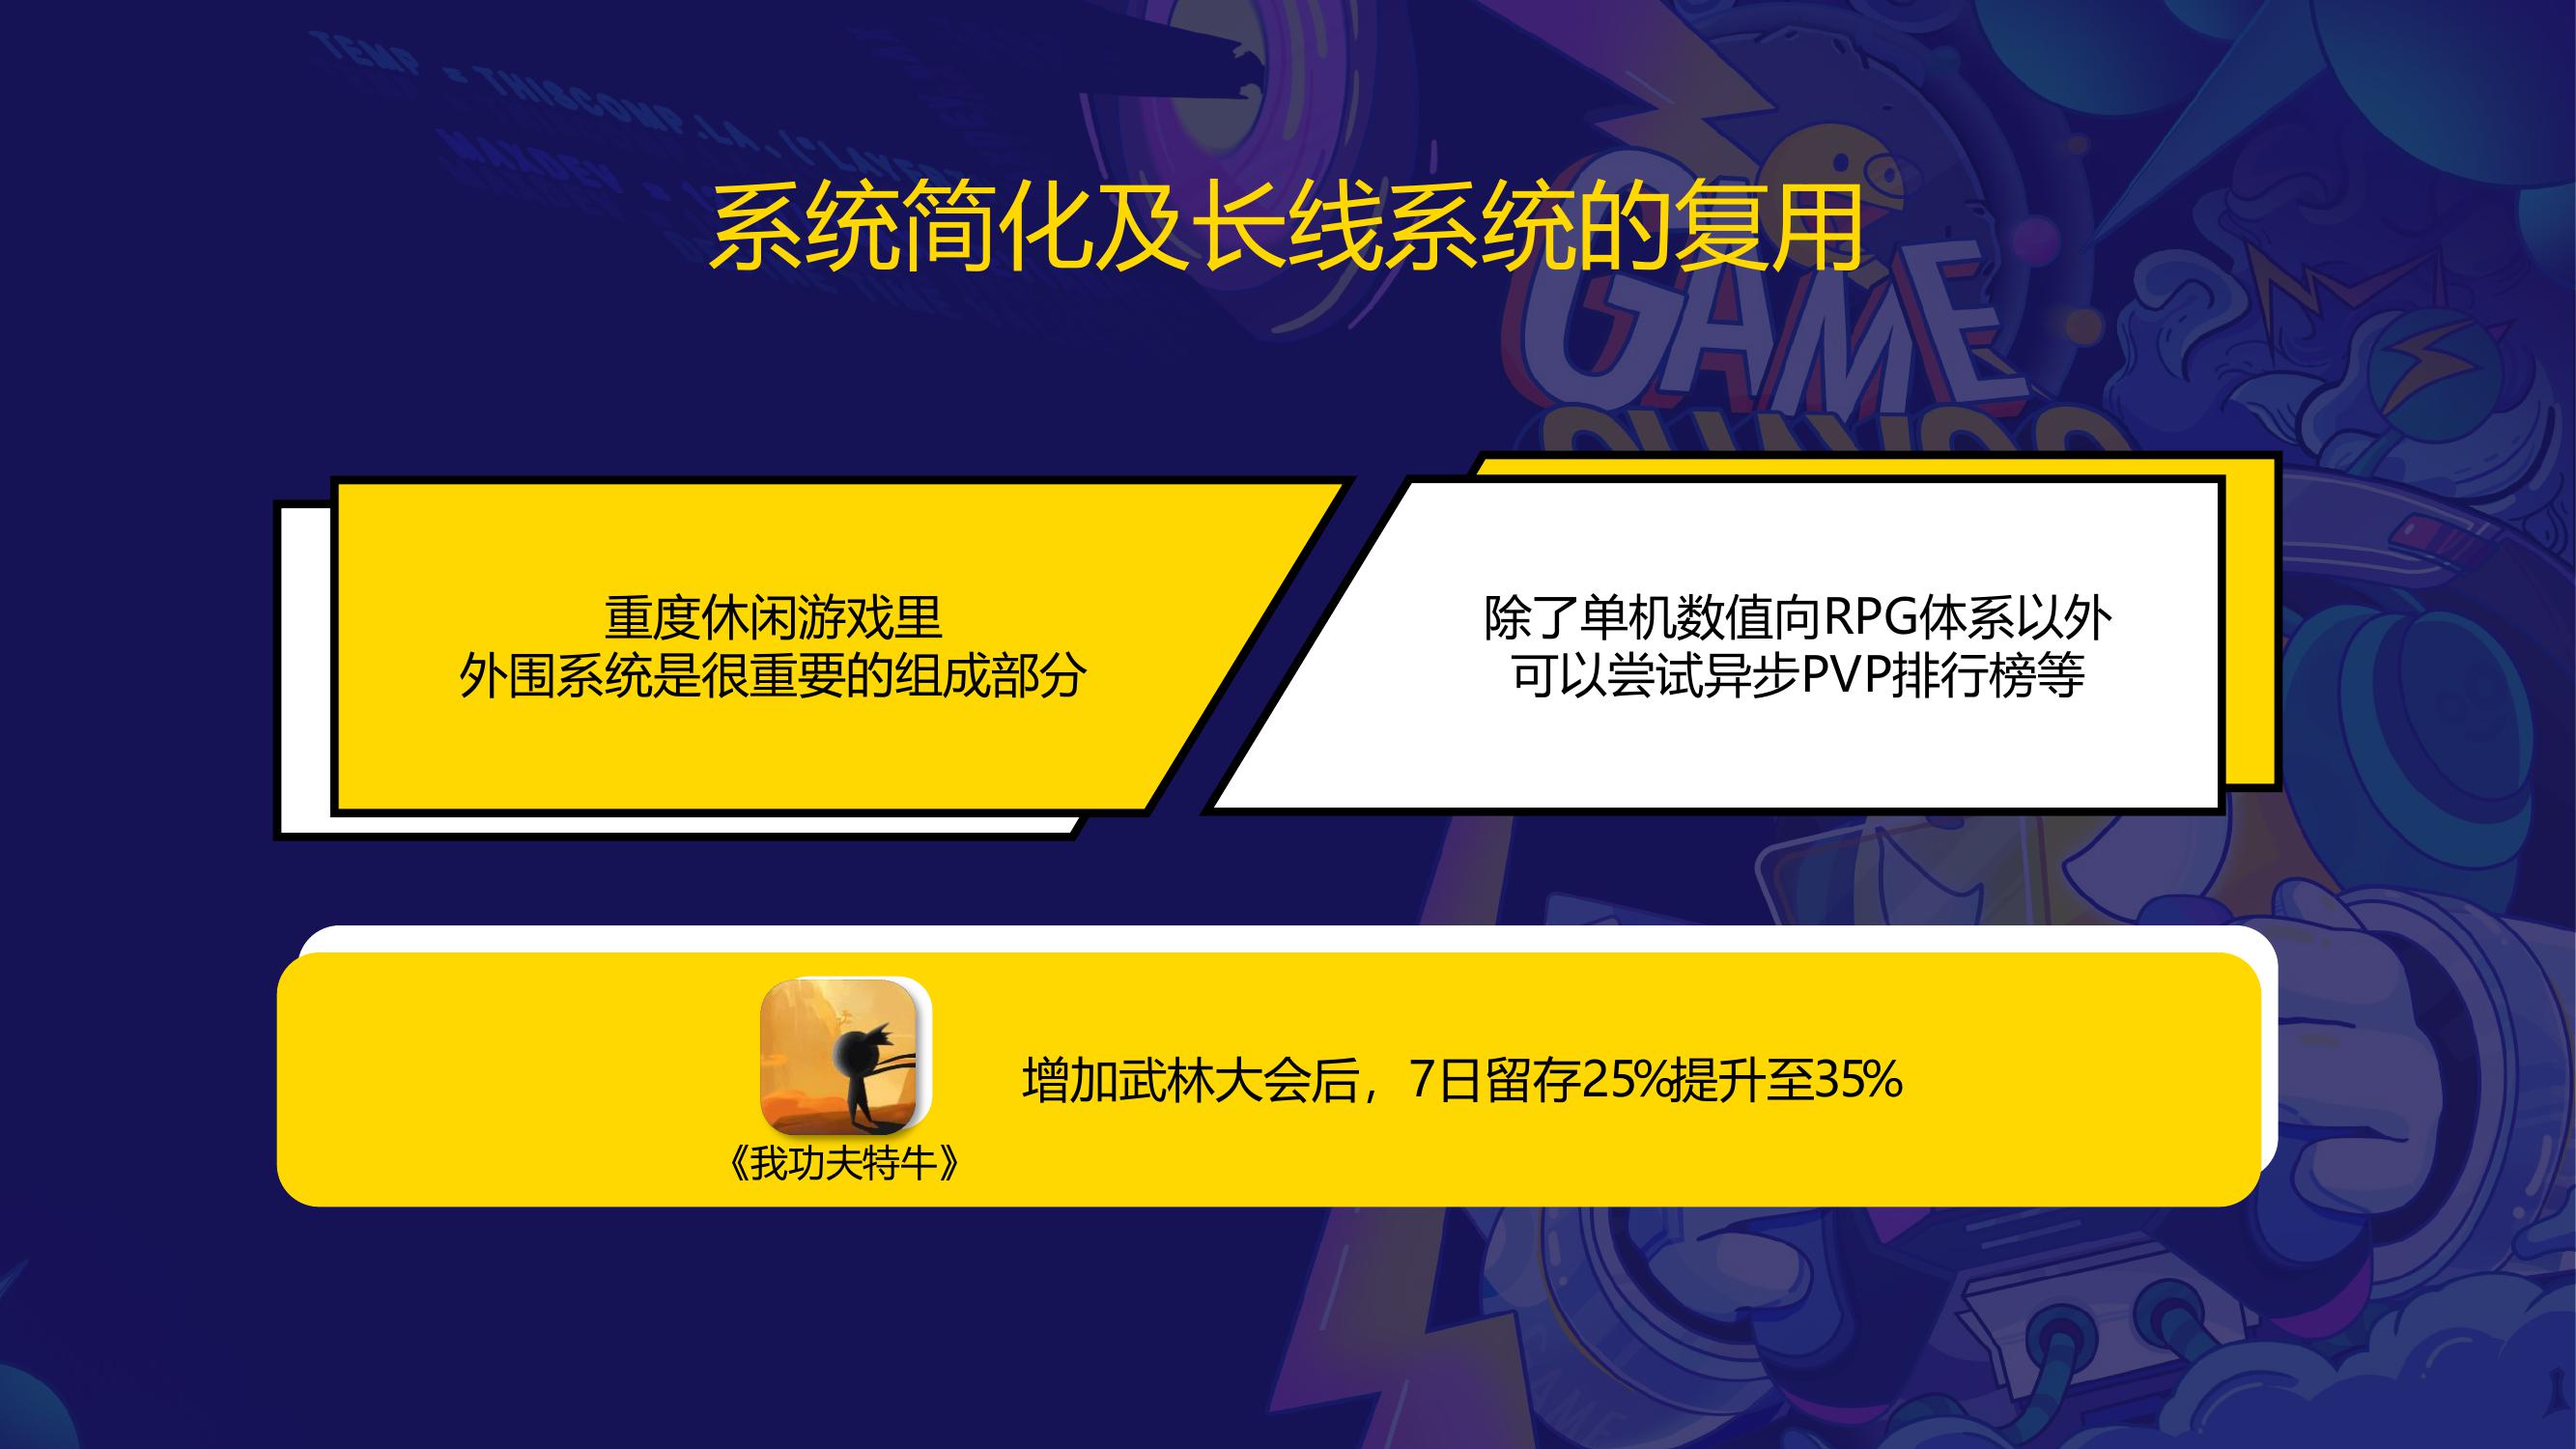 系统简化及长线系统的复用
GAME
重度休闲游戏里
外围系统是很重要的组成部分
除了单机数值向RPG体系以外
可以尝试异步PVP排行榜等
增加武林大会后，7日留存25%提升至35%
《我功夫特牛》